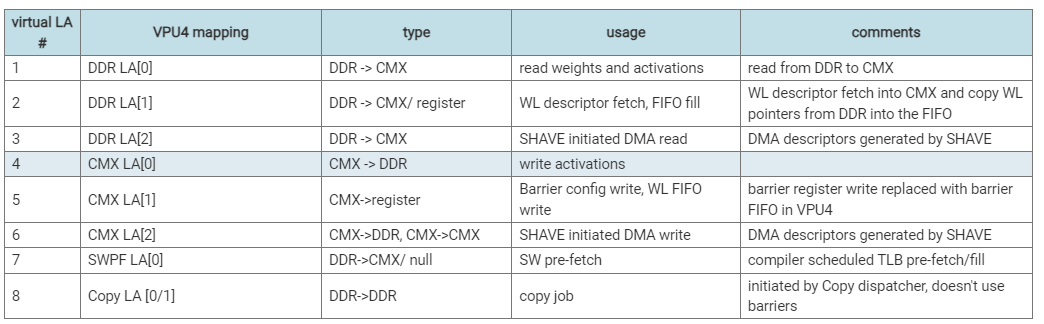 virtual LA
#
VPU4 mapping
type
usage
comments
1
DDR LA[0]
DDR -> CMX
read weights and activations
read from DDR to CMX
2
DDR LA[1]
DDR -> CMX/ register
WL descriptor fetch, FIFO fill
WL descriptor fetch into CMX and copy WL
pointers from DDR into the FIFO
3
DDR LA[2]
DDR -> CMX
SHAVE initiated DMA read
DMA descriptors generated by SHAVE
4
CMX LA[0]
CMX -> DDR
write activations
5
CMX LA[1]
CMX->register
Barrier config write, WL FIFO
write
barrier register write replaced with barrier
FIFO in VPU4
6
CMX LA[2]
CMX->DDR, CMX->CMX
SHAVE initiated DMA write
DMA descriptors generated by SHAVE
7
SWPF LA[0]
DDR->CMX/ null
SW pre-fetch
compiler scheduled TLB pre-fetch/fill
8
Copy LA [0/1]
DDR->DDR
copy job
initiated by Copy dispatcher, doesn't use
barriers